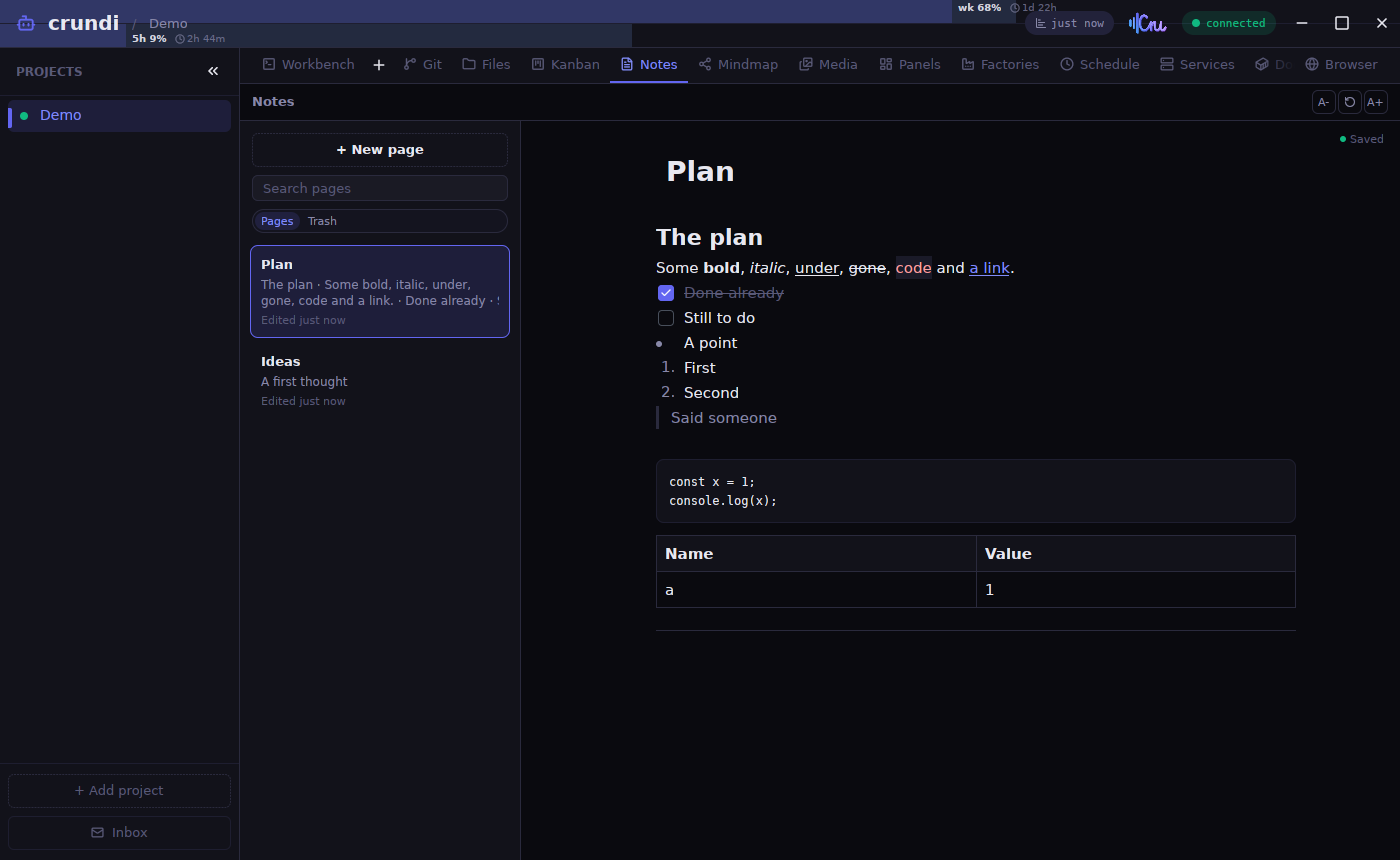 wk 68% 1d 22h
crundi / Demo
5h 9% 2h 44m
just now
Cru
connected
PROJECTS
Demo
+ Add project
Inbox
Workbench + Git Files Kanban Notes Mindmap Media Panels Factories Schedule Services Do Browser
Notes
A- A+
+ New page
Search pages
Pages Trash
Plan
The plan · Some bold, italic, under,
gone, code and a link. · Done already ·
Edited just now
Ideas
A first thought
Edited just now
Saved
Plan
The plan
Some bold, italic, under, gone, code and a link.
Done already
Still to do
A point
1. First
2. Second
Said someone
const x = 1;
console.log(x);
Name Value
a 1